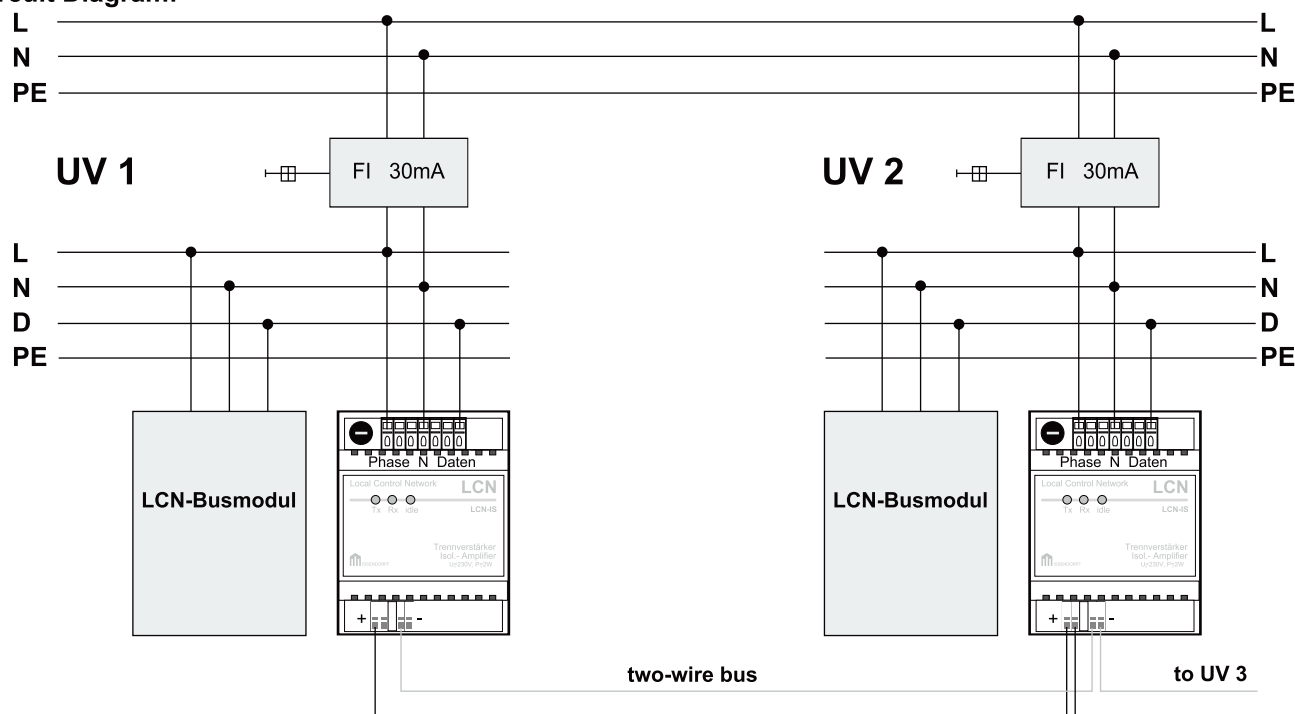 L L
N N
PE PE
UV 1 FI 30mA UV 2 FI 30mA
L L
N N
D D
PE PE
Phase N Daten Phase N Daten
Local Control Network LCN Local Control Network LCN
LCN-Busmodul LCN-Busmodul
Tx Rx idle LCN-IS Tx Rx idle LCN-IS
Trennverstärker Trennverstärker
Isol.- Amplifier Isol.- Amplifier
+ - + -
two-wire bus to UV 3